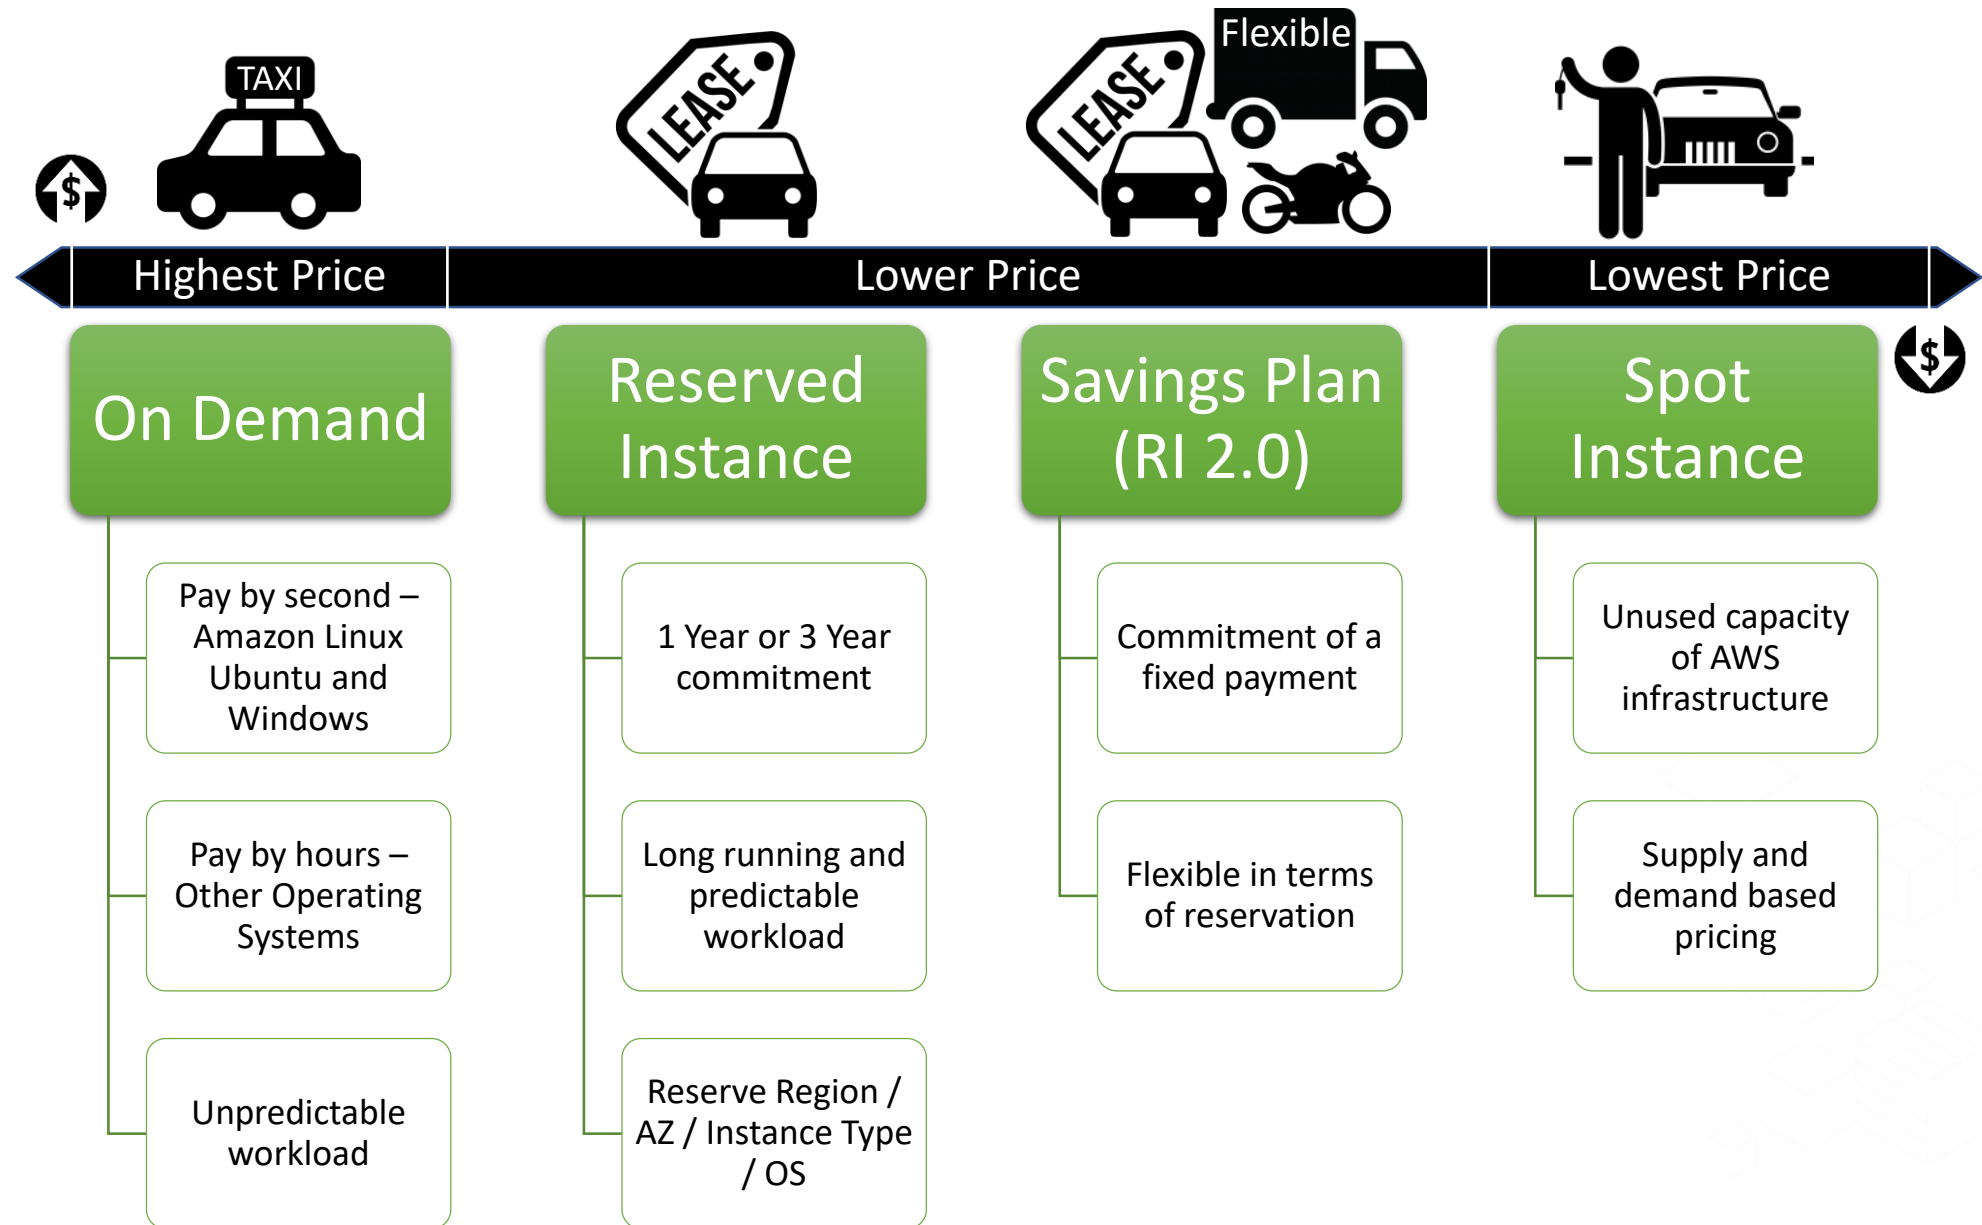 TAXI
LEASE
LEASE
Flexible
$
Highest Price
Lower Price
Lowest Price
$
On Demand
Reserved
Instance
Savings Plan
(RI 2.0)
Spot
Instance
Pay by second –
Amazon Linux
Ubuntu and
Windows
1 Year or 3 Year
commitment
Commitment of a
fixed payment
Unused capacity
of AWS
infrastructure
Pay by hours –
Other Operating
Systems
Long running and
predictable
workload
Flexible in terms
of reservation
Supply and
demand based
pricing
Unpredictable
workload
Reserve Region /
AZ / Instance Type
/ OS